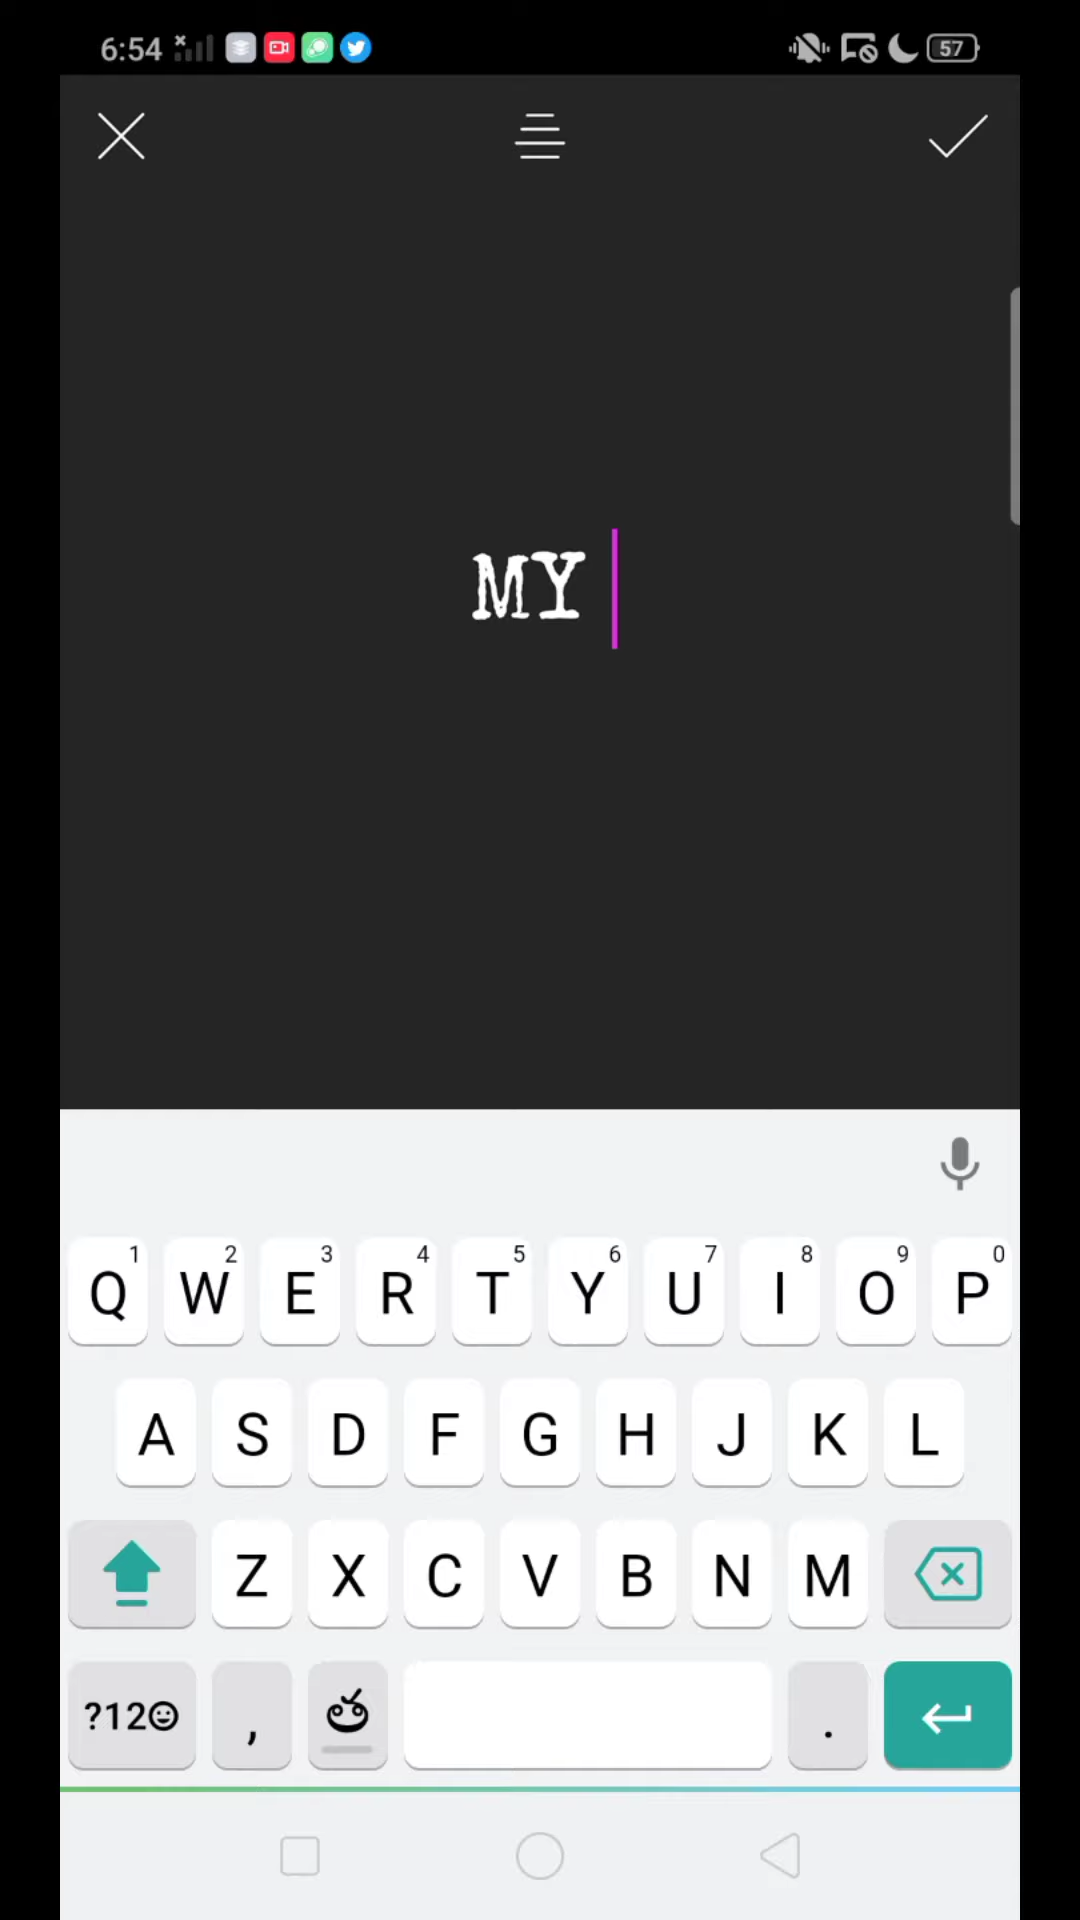 6:54
57
MY
1 2 3 4 5 6 7 8 9 0
Q W E R T Y U I O P
A S D F G H J K L
Z X C V B N M
?12☺ , .